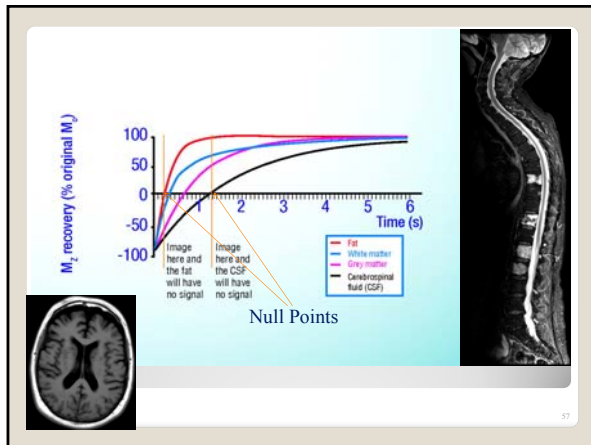 M_z recovery (% original M_0)
100
50
0
-50
-100
1 2 3 4 5 6
Time (s)
Image
here and
the fat
will have
no signal
Image
here and
the CSF
will have
no signal
Fat
White matter
Grey matter
Cerebrospinal
fluid (CSF)
Null Points
57